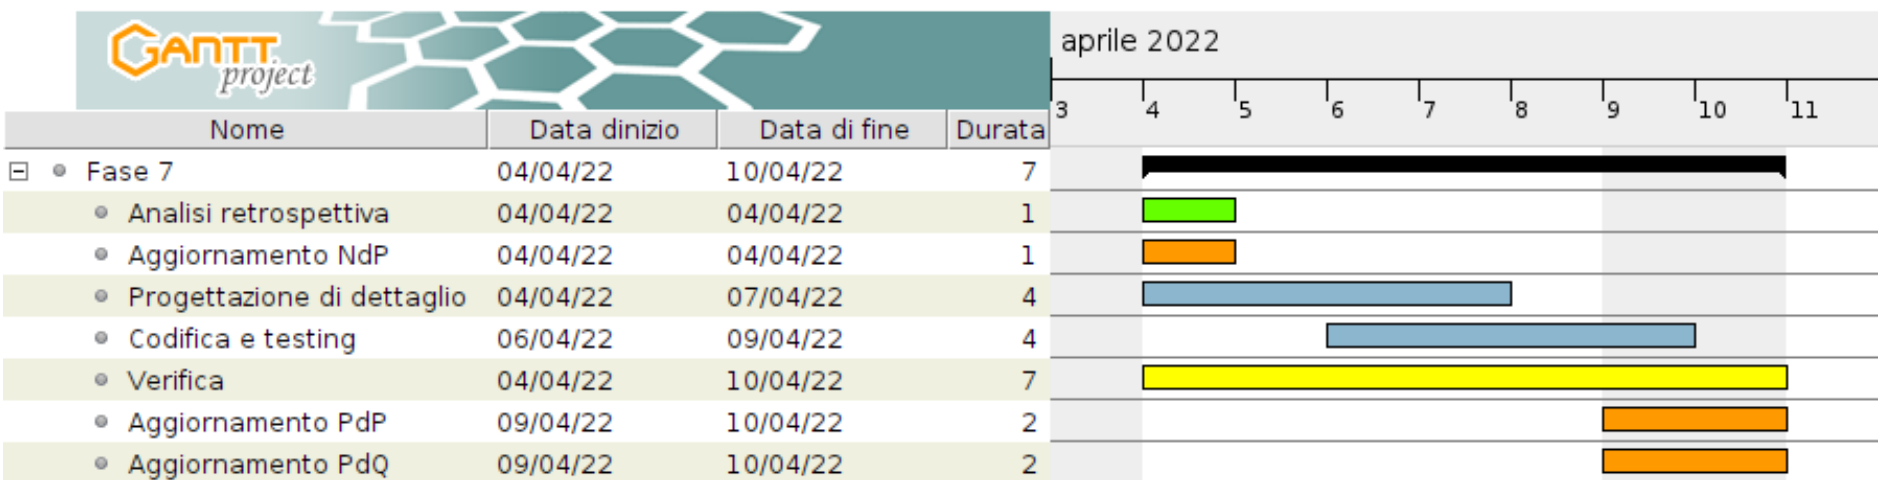 GANTT
project
aprile 2022
3 4 5 6 7 8 9 10 11
Nome Data dinizio Data di fine Durata
Fase 7 04/04/22 10/04/22 7
Analisi retrospettiva 04/04/22 04/04/22 1
Aggiornamento NdP 04/04/22 04/04/22 1
Progettazione di dettaglio 04/04/22 07/04/22 4
Codifica e testing 06/04/22 09/04/22 4
Verifica 04/04/22 10/04/22 7
Aggiornamento PdP 09/04/22 10/04/22 2
Aggiornamento PdQ 09/04/22 10/04/22 2